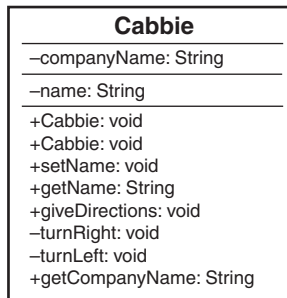 Cabbie
–companyName: String
–name: String
+Cabbie: void
+Cabbie: void
+setName: void
+getName: String
+giveDirections: void
–turnRight: void
–turnLeft: void
+getCompanyName: String